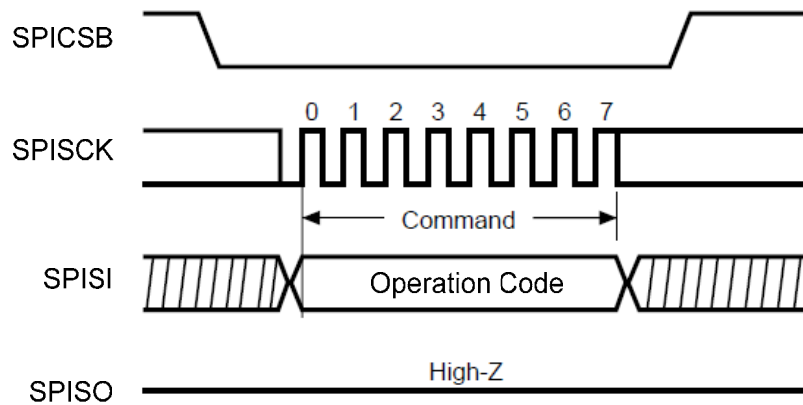 SPICSB
0 1 2 3 4 5 6 7
SPISCK
Command
SPISI
Operation Code
High-Z
SPISO